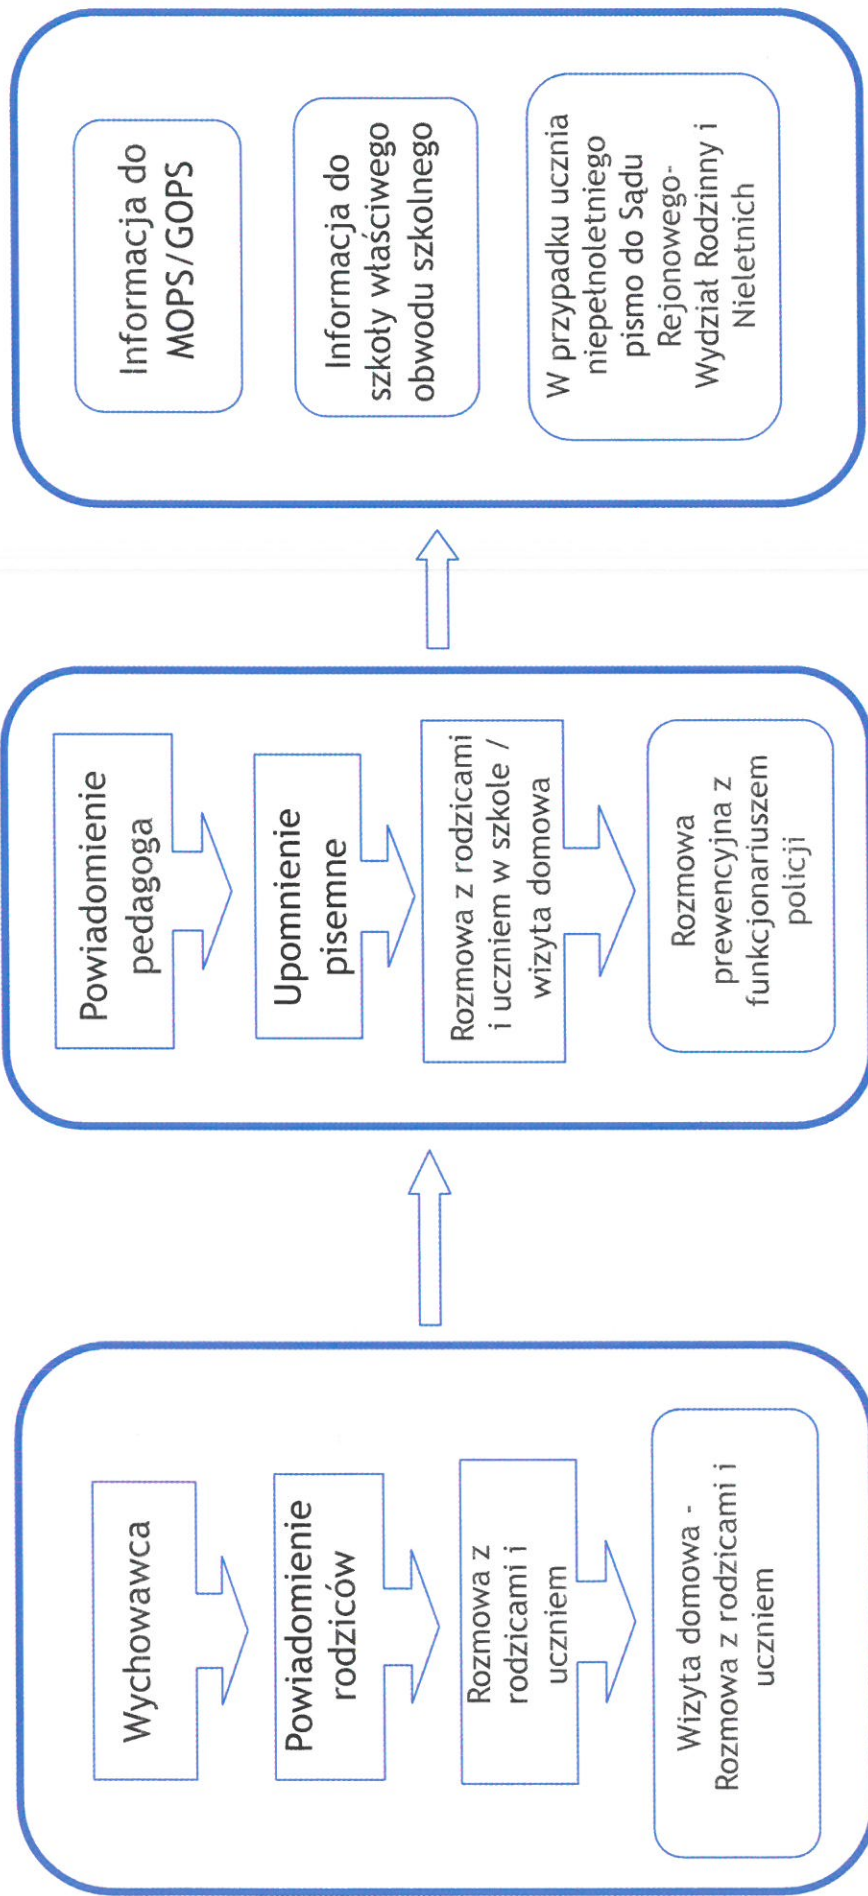 Wychowawca
Powiadomienie
rodziców
Rozmowa z
rodzicami i
uczniem
Wizyta domowa -
Rozmowa z rodzicami i
uczniem
Powiadomienie
pedagoga
Upomnienie
pisemne
Rozmowa z rodzicami
i uczniem w szkole /
wizyta domowa
Rozmowa
prewencyjna z
funkcjonariuszem
policji
Informacja do
MOPS/GOPS
Informacja do
szkoły właściwego
obwodu szkolnego
W przypadku ucznia
niepełnoletniego
pismo do Sądu
Rejonowego-
Wydział Rodzinny i
Nieletnich